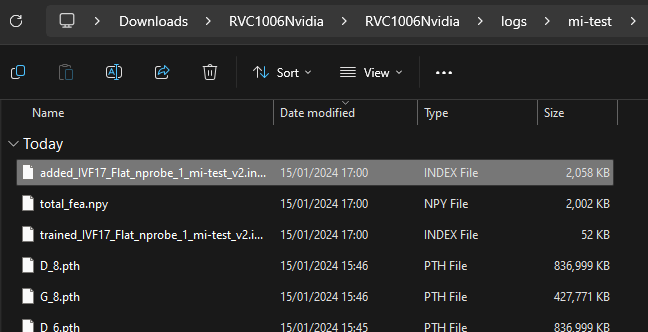 Downloads > RVC1006Nvidia > RVC1006Nvidia > logs > mi-test >
Sort View ...
Name Date modified Type Size
Today
added_IVF17_Flat_nprobe_1_mi-test_v2.in... 15/01/2024 17:00 INDEX File 2,058 KB
total_fea.npy 15/01/2024 17:00 NPY File 2,002 KB
trained_IVF17_Flat_nprobe_1_mi-test_v2.i... 15/01/2024 17:00 INDEX File 52 KB
D_8.pth 15/01/2024 15:46 PTH File 836,999 KB
G_8.pth 15/01/2024 15:46 PTH File 427,771 KB
D_6.pth 15/01/2024 15:45 PTH File 836,999 KB